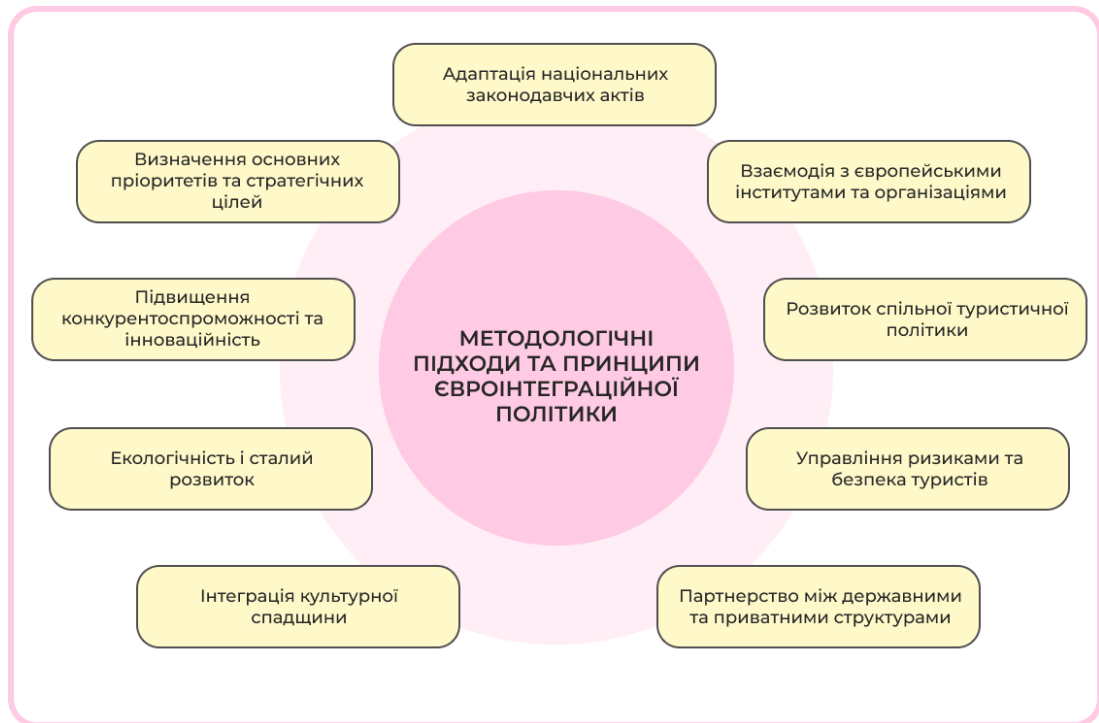 Адаптація національних
законодавчих актів
Визначення основних
пріоритетів та стратегічних
цілей
Взаємодія з європейськими
інститутами та організаціями
Підвищення
конкурентоспроможності та
інноваційність
Розвиток спільної туристичної
політики
МЕТОДОЛОГІЧНІ
ПІДХОДИ ТА ПРИНЦИПИ
ЄВРОІНТЕГРАЦІЙНОЇ
ПОЛІТИКИ
Екологічність і сталий
розвиток
Управління ризиками та
безпека туристів
Інтеграція культурної
спадщини
Партнерство між державними
та приватними структурами